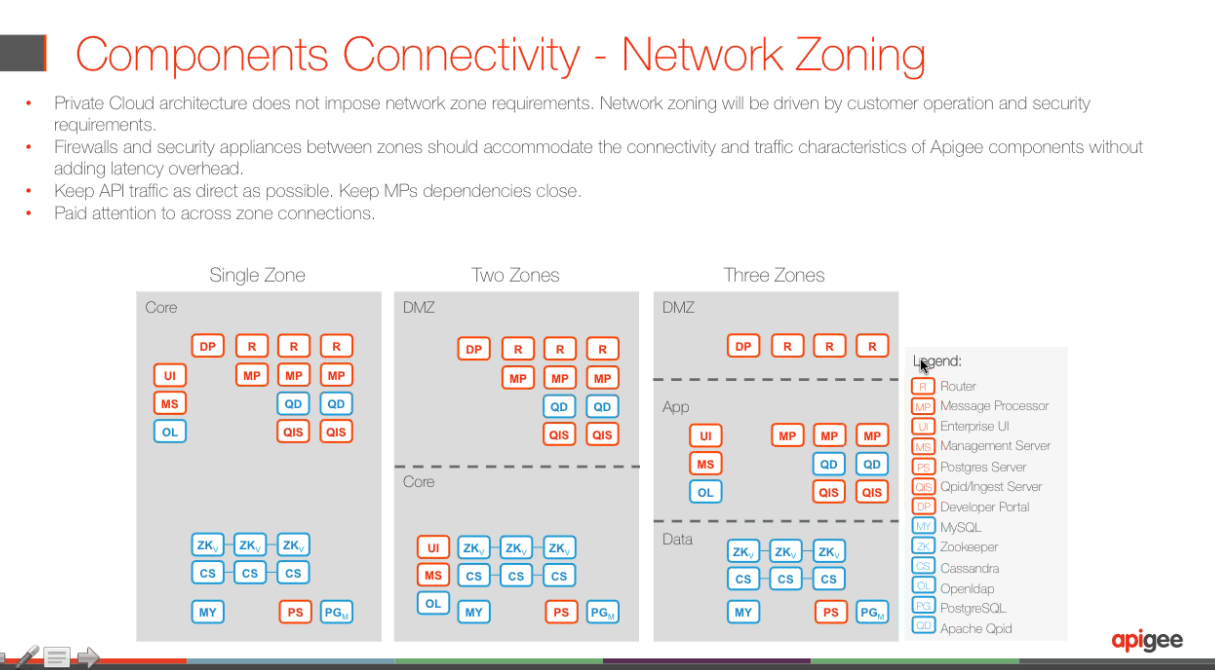 Components Connectivity - Network Zoning
• Private Cloud architecture does not impose network zone requirements. Network zoning will be driven by customer operation and security
requirements.
• Firewalls and security appliances between zones should accommodate the connectivity and traffic characteristics of Apigee components without
adding latency overhead.
• Keep API traffic as direct as possible. Keep MPs dependencies close.
• Paid attention to across zone connections.
Single Zone
Core
DP R R R
UI MP MP MP
MS QD QD
OL QIS QIS
ZKV ZKV ZKV
CS CS CS
MY PS PGM
Two Zones
DMZ
DP R R R
MP MP MP
QD QD
QIS QIS
Core
UI ZKV ZKV ZKV
MS CS CS CS
OL MY PS PGM
Three Zones
DMZ
DP R R R
App
UI MP MP MP
MS QD QD
OL QIS QIS
Data
ZKV ZKV ZKV
CS CS CS
MY PS PGM
Legend:
R Router
MP Message Processor
UI Enterprise UI
MS Management Server
PS Postgres Server
QIS Qpid/Ingest Server
DP Developer Portal
MY MySQL
ZK Zookeeper
CS Cassandra
OL Openldap
PG PostgreSQL
QD Apache Qpid
apigee